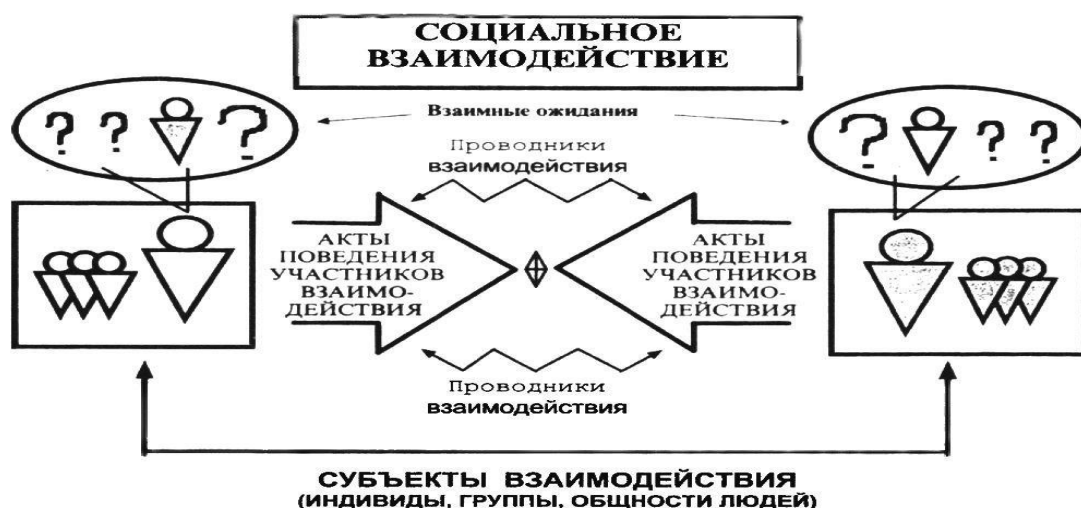 СОЦИАЛЬНОЕ
ВЗАИМОДЕЙСТВИЕ
? ? ?
Взаимные ожидания
? ? ?
Проводники
взаимодействия
АКТЫ
ПОВЕДЕНИЯ
УЧАСТНИКОВ
ВЗАИМО-
ДЕЙСТВИЯ
АКТЫ
ПОВЕДЕНИЯ
УЧАСТНИКОВ
ВЗАИМО-
ДЕЙСТВИЯ
Проводники
взаимодействия
СУБЪЕКТЫ ВЗАИМОДЕЙСТВИЯ
(ИНДИВИДЫ, ГРУППЫ, ОБЩНОСТИ ЛЮДЕЙ)